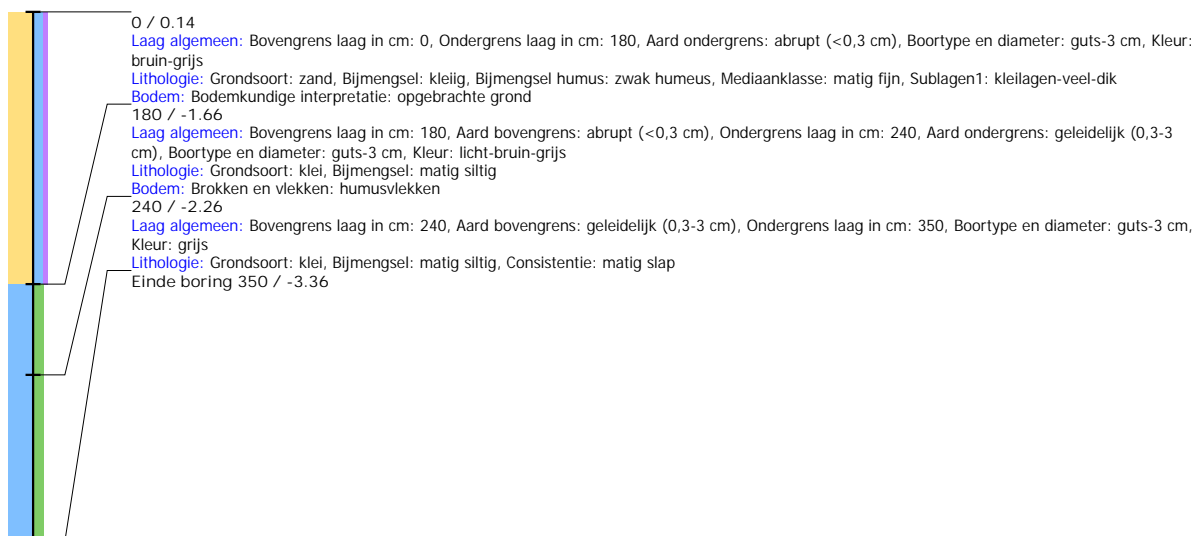 0 / 0.14
Laag algemeen: Bovengrens laag in cm: 0, Ondergrens laag in cm: 180, Aard ondergrens: abrupt (<0,3 cm), Boortype en diameter: guts-3 cm, Kleur:
bruin-grijs
Lithologie: Grondsoort: zand, Bijmengsel: kleiig, Bijmengsel humus: zwak humeus, Mediaanklasse: matig fijn, Sublagen1: kleilagen-veel-dik
Bodem: Bodemkundige interpretatie: opgebrachte grond
180 / -1.66
Laag algemeen: Bovengrens laag in cm: 180, Aard bovengrens: abrupt (<0,3 cm), Ondergrens laag in cm: 240, Aard ondergrens: geleidelijk (0,3-3
cm), Boortype en diameter: guts-3 cm, Kleur: licht-bruin-grijs
Lithologie: Grondsoort: klei, Bijmengsel: matig siltig
Bodem: Brokken en vlekken: humusvlekken
240 / -2.26
Laag algemeen: Bovengrens laag in cm: 240, Aard bovengrens: geleidelijk (0,3-3 cm), Ondergrens laag in cm: 350, Boortype en diameter: guts-3 cm,
Kleur: grijs
Lithologie: Grondsoort: klei, Bijmengsel: matig siltig, Consistentie: matig slap
Einde boring 350 / -3.36